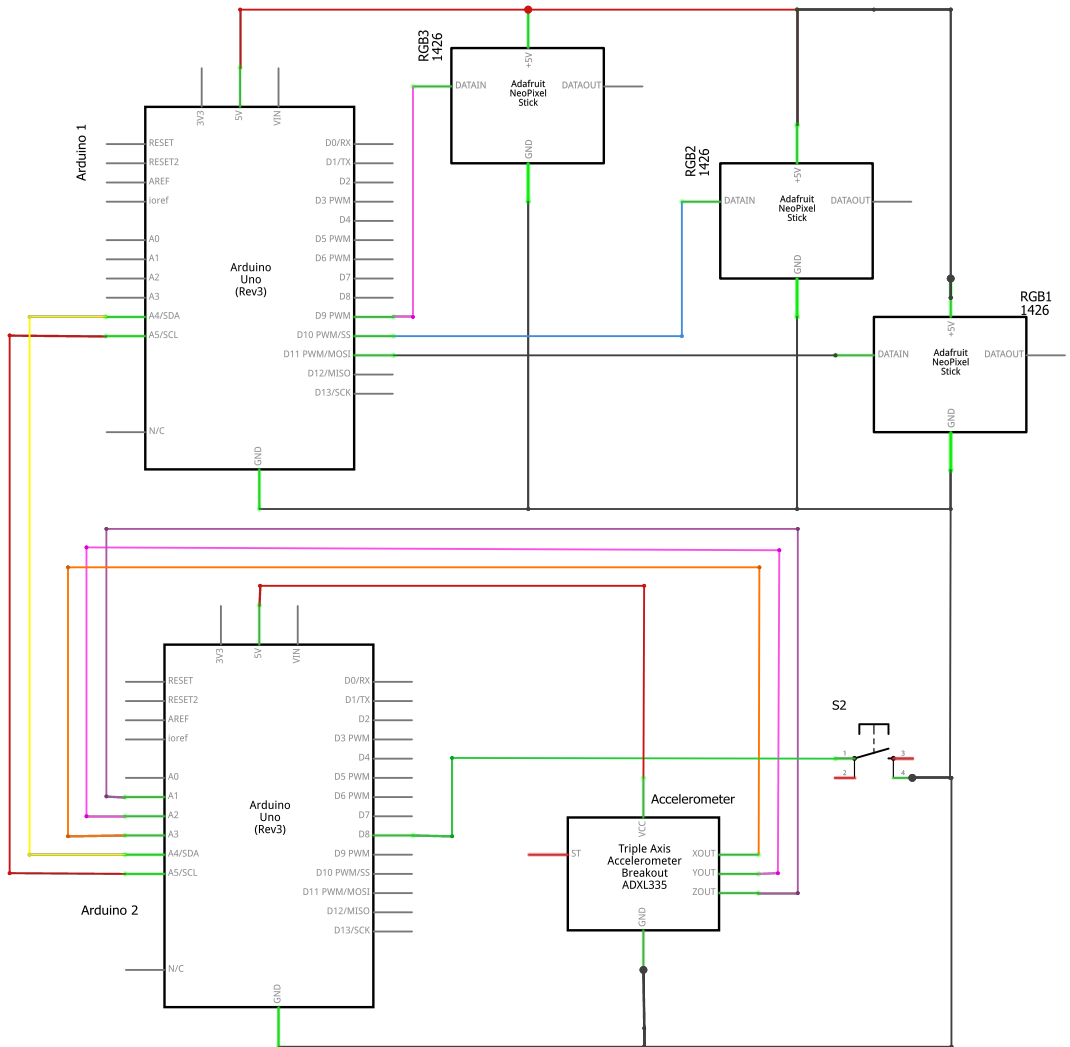 RGB3
1426
+5V
Adafruit
NeoPixel
Stick
DATAIN
DATAOUT
GND
Arduino 1
3V3
5V
VIN
RESET
RESET2
AREF
ioref
A0
A1
A2
A3
A4/SDA
A5/SCL
N/C
Arduino
Uno
(Rev3)
D0/RX
D1/TX
D2
D3 PWM
D4
D5 PWM
D6 PWM
D7
D8
D9 PWM
D10 PWM/SS
D11 PWM/MOSI
D12/MISO
D13/SCK
GND
RGB2
1426
+5V
Adafruit
NeoPixel
Stick
DATAIN
DATAOUT
GND
RGB1
1426
+5V
Adafruit
NeoPixel
Stick
DATAIN
DATAOUT
GND
3V3
5V
VIN
RESET
RESET2
AREF
ioref
A0
A1
A2
A3
A4/SDA
A5/SCL
N/C
Arduino
Uno
(Rev3)
D0/RX
D1/TX
D2
D3 PWM
D4
D5 PWM
D6 PWM
D7
D8
D9 PWM
D10 PWM/SS
D11 PWM/MOSI
D12/MISO
D13/SCK
GND
Arduino 2
S2
1
2
3
4
Accelerometer
VCC
Triple Axis
Accelerometer
Breakout
ADXL335
ST
XOUT
YOUT
ZOUT
GND